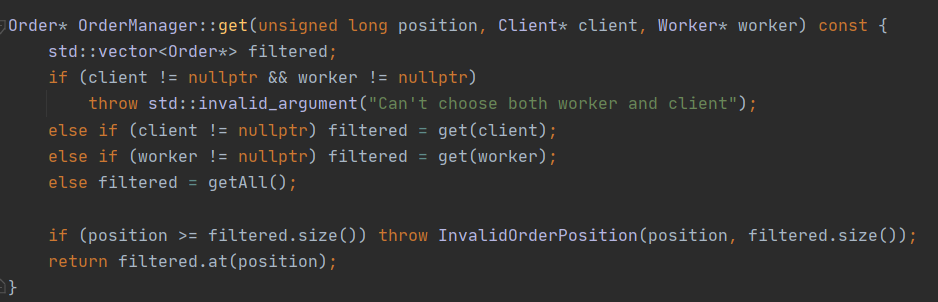 Order* OrderManager::get(unsigned long position, Client* client, Worker* worker) const {
    std::vector<Order*> filtered;
    if (client != nullptr && worker != nullptr)
        throw std::invalid_argument("Can't choose both worker and client");
    else if (client != nullptr) filtered = get(client);
    else if (worker != nullptr) filtered = get(worker);
    else filtered = getAll();

    if (position >= filtered.size()) throw InvalidOrderPosition(position, filtered.size());
    return filtered.at(position);
}